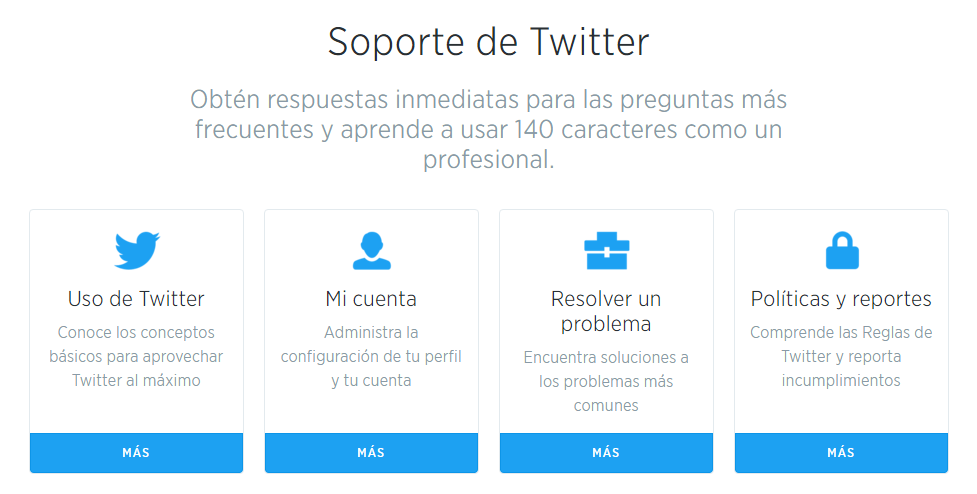 Soporte de Twitter
Obtén respuestas inmediatas para las preguntas más
frecuentes y aprende a usar 140 caracteres como un
profesional.
Uso de Twitter
Conoce los conceptos
básicos para aprovechar
Twitter al máximo
MÁS
Mi cuenta
Administra la
configuración de tu perfil
y tu cuenta
MÁS
Resolver un
problema
Encuentra soluciones a
los problemas más
comunes
MÁS
Políticas y reportes
Comprende las Reglas de
Twitter y reporta
incumplimientos
MÁS